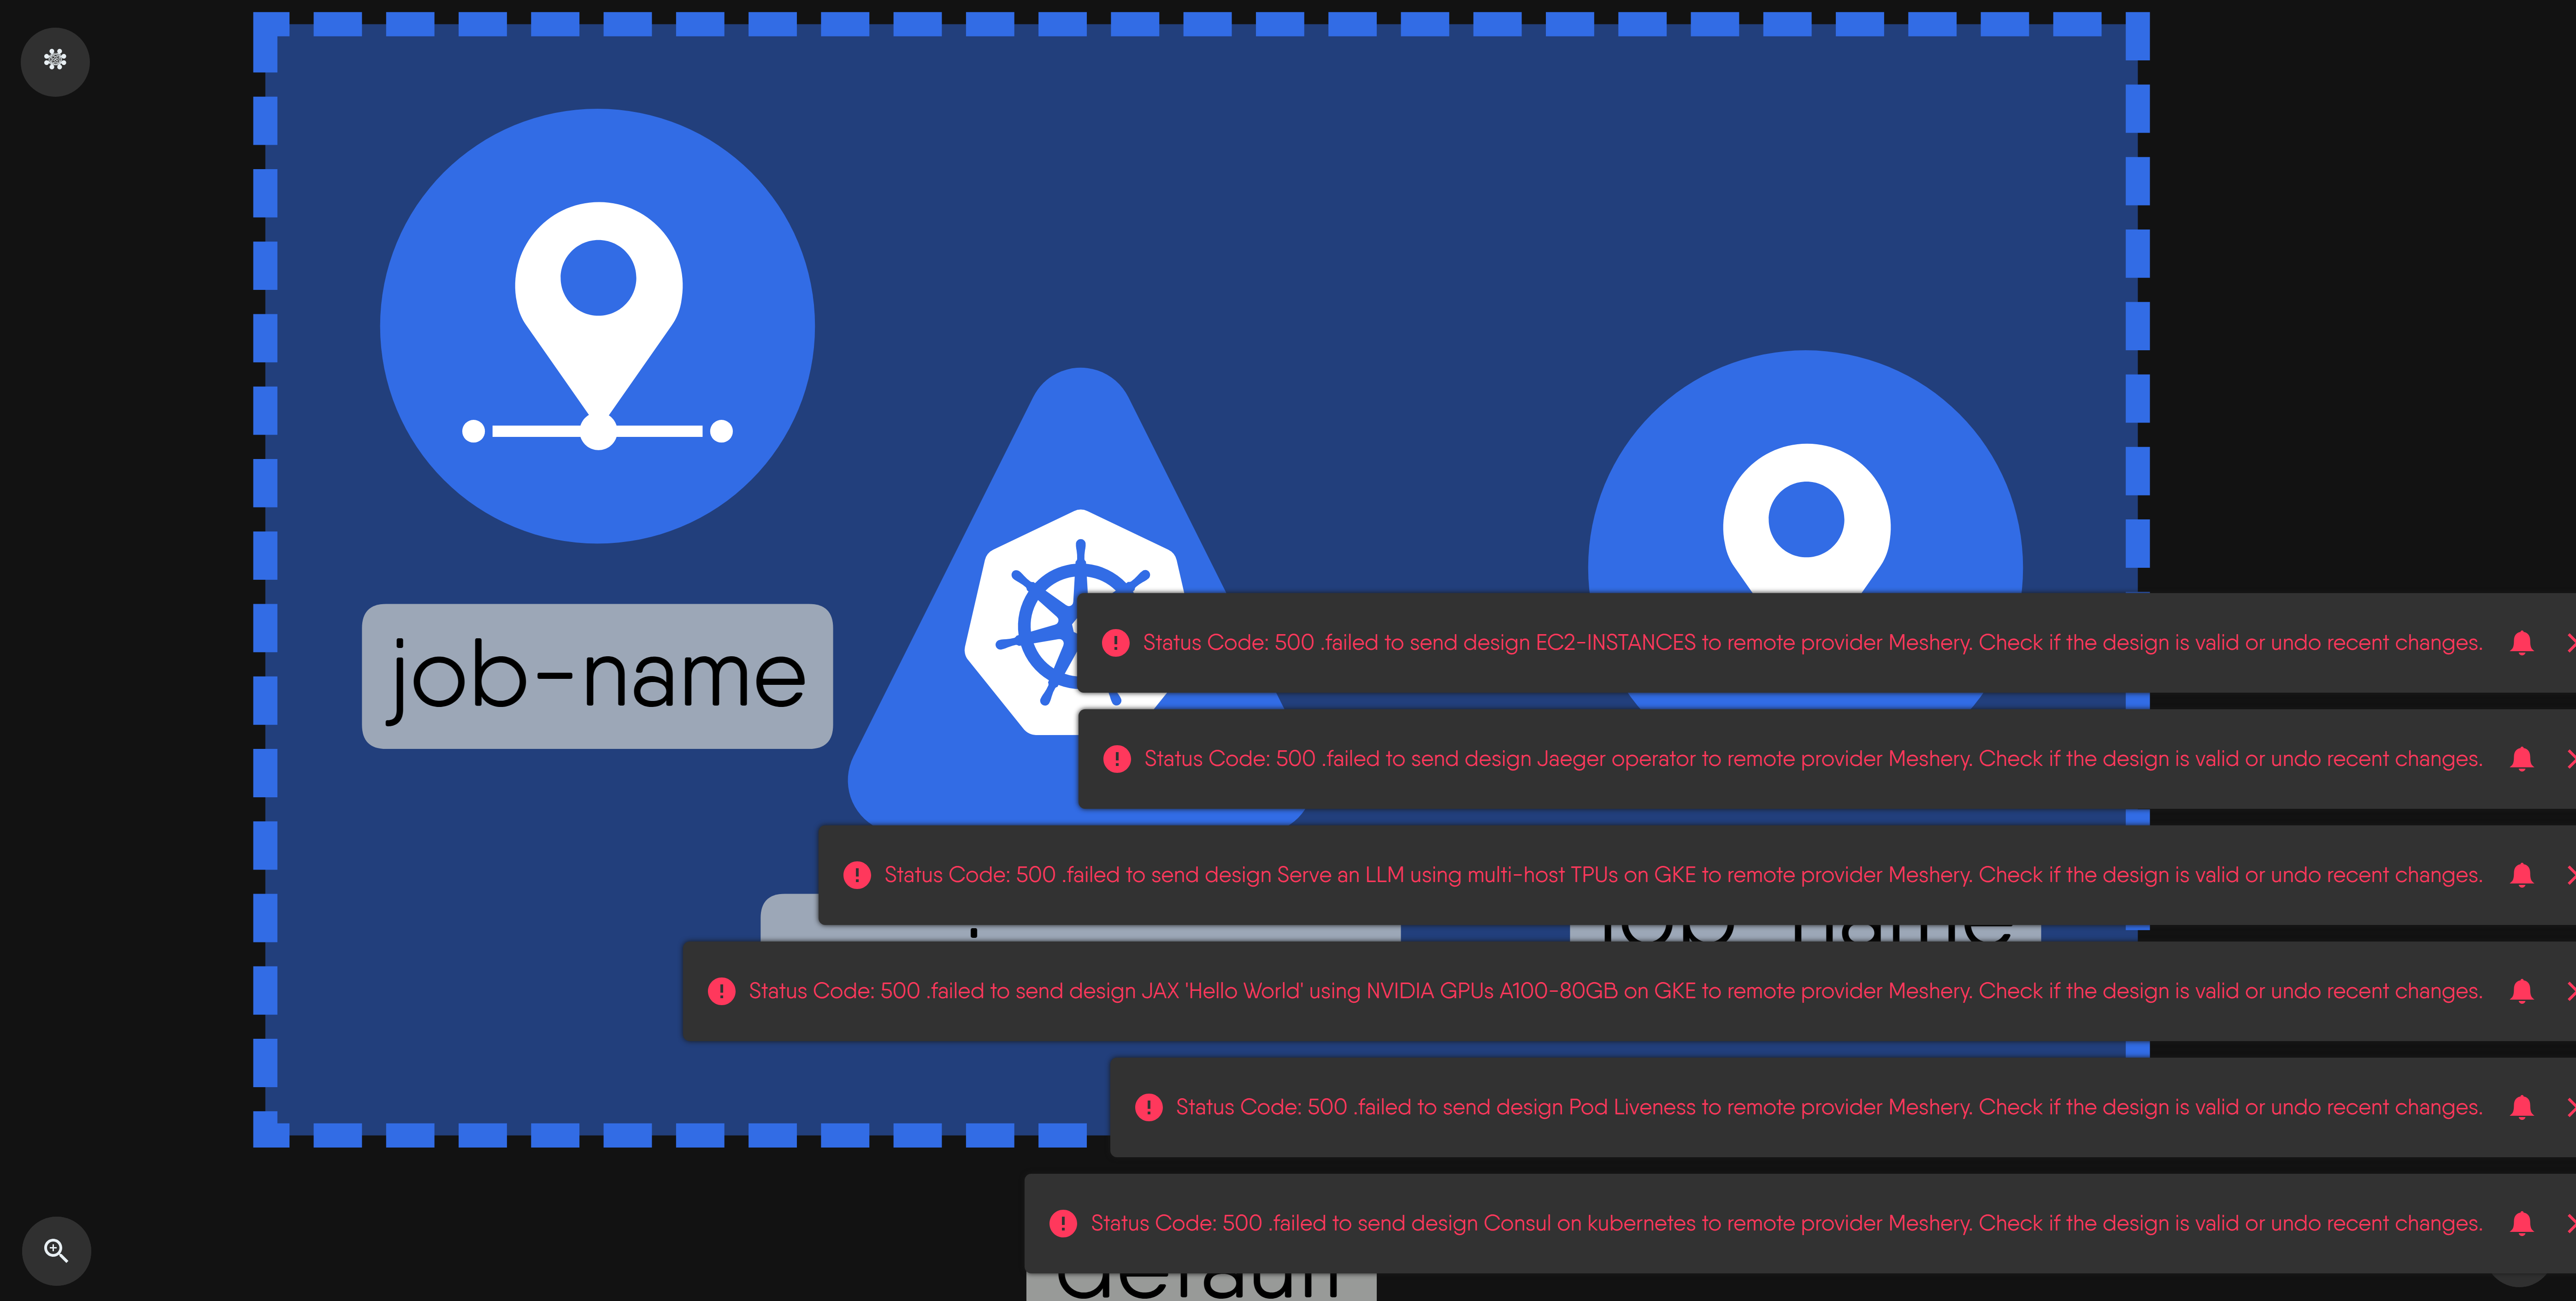 job-name
Status Code: 500 .failed to send design EC2-INSTANCES to remote provider Meshery. Check if the design is valid or undo recent changes.
Status Code: 500 .failed to send design Jaeger operator to remote provider Meshery. Check if the design is valid or undo recent changes.
Status Code: 500 .failed to send design Serve an LLM using multi-host TPUs on GKE to remote provider Meshery. Check if the design is valid or undo recent changes.
job-name
Status Code: 500 .failed to send design JAX 'Hello World' using NVIDIA GPUs A100-80GB on GKE to remote provider Meshery. Check if the design is valid or undo recent changes.
Status Code: 500 .failed to send design Pod Liveness to remote provider Meshery. Check if the design is valid or undo recent changes.
Status Code: 500 .failed to send design Consul on kubernetes to remote provider Meshery. Check if the design is valid or undo recent changes.
default